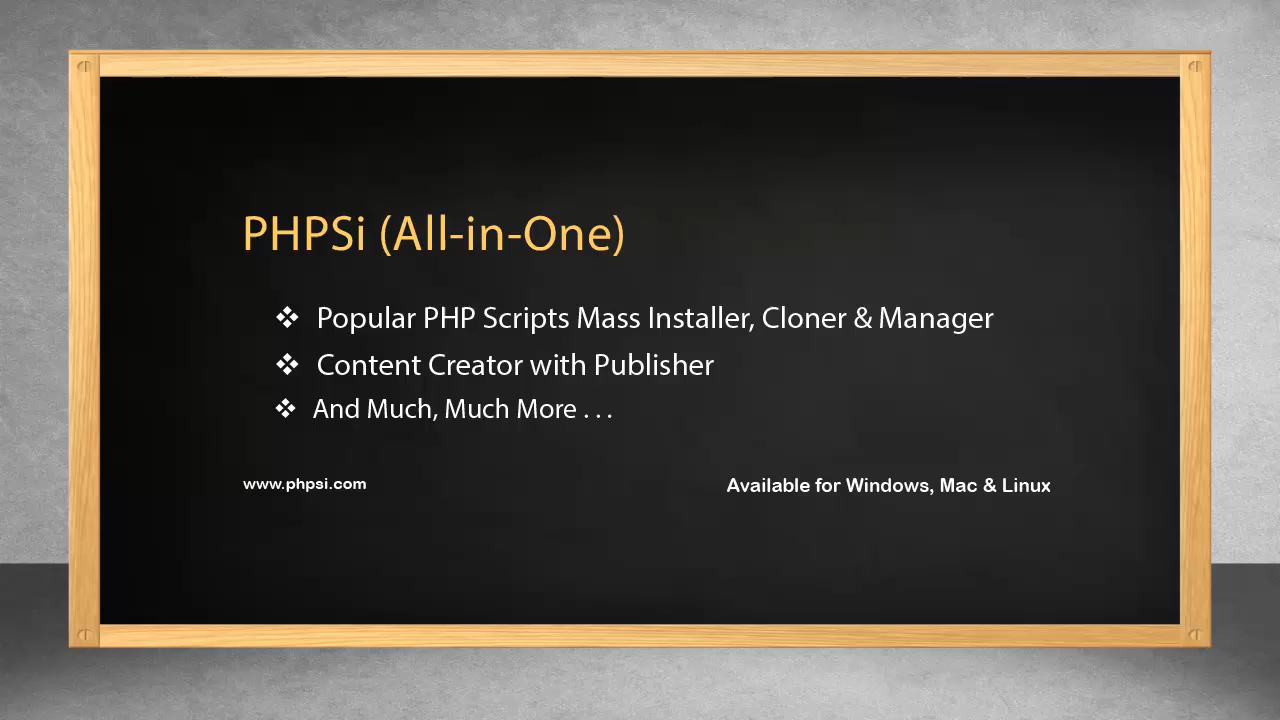 PHPSi (All-in-One)
❖ Popular PHP Scripts Mass Installer, Cloner & Manager
❖ Content Creator with Publisher
❖ And Much, Much More . . .
www.phpsi.com
Available for Windows, Mac & Linux